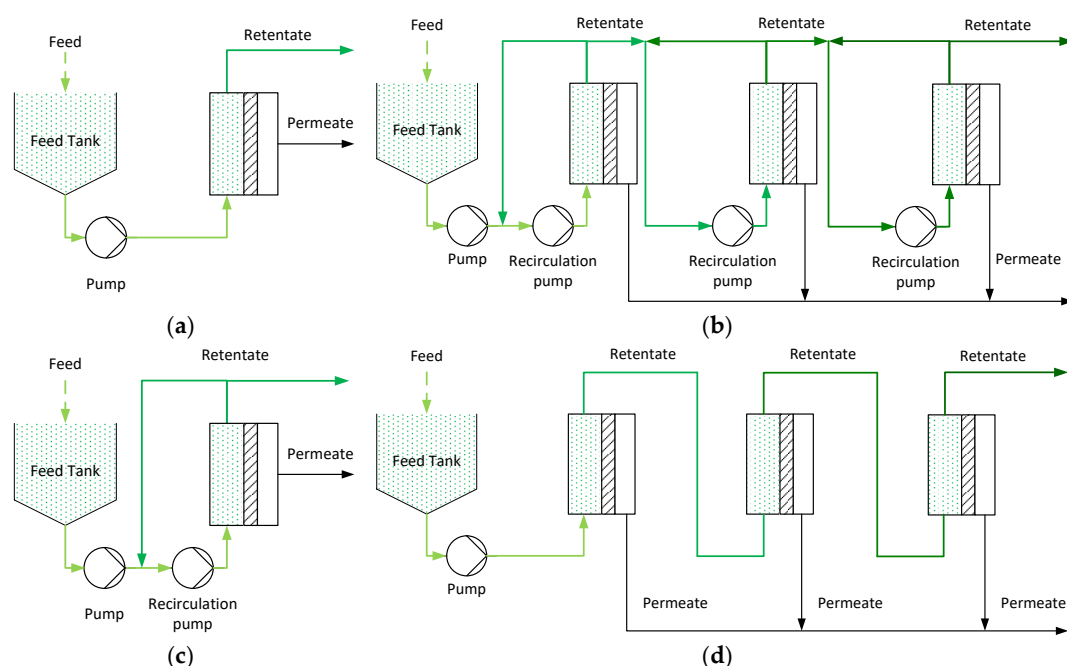 Feed
Retentate
Feed Tank
Permeate
Pump
(a)
Feed
Retentate
Retentate
Retentate
Feed Tank
Pump
Recirculation
pump
Recirculation
pump
Recirculation
pump
Permeate
(b)
Feed
Retentate
Feed Tank
Permeate
Pump
Recirculation
pump
(c)
Feed
Retentate
Retentate
Retentate
Feed Tank
Pump
Permeate
Permeate
Permeate
(d)